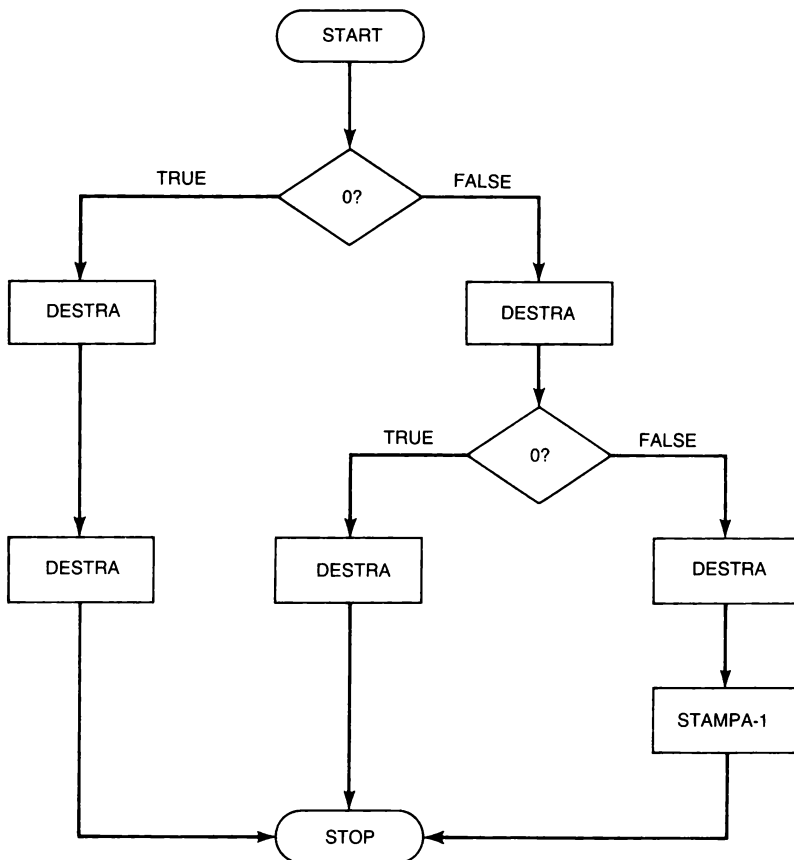 START
TRUE
0?
FALSE
DESTRA
DESTRA
TRUE
0?
FALSE
DESTRA
DESTRA
DESTRA
STAMPA-1
STOP